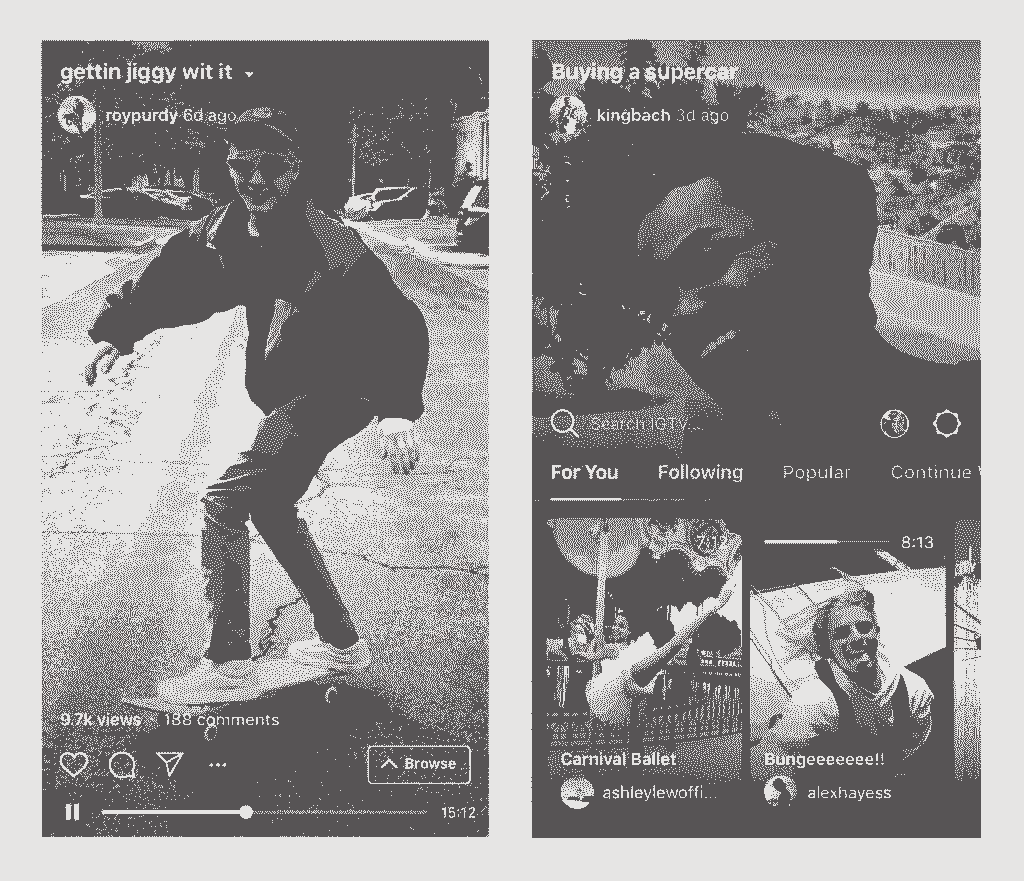 gettin jiggy wit it
roypurdy 6d ago
9.7k views · 188 comments
Browse
15:12
Buying a supercar
kingbach 3d ago
Search IGTV...
For You Following Popular Continue
7:12
8:13
Carnival Ballet
ashleylewoffi...
Bungeeeeeee!!
alexhayess